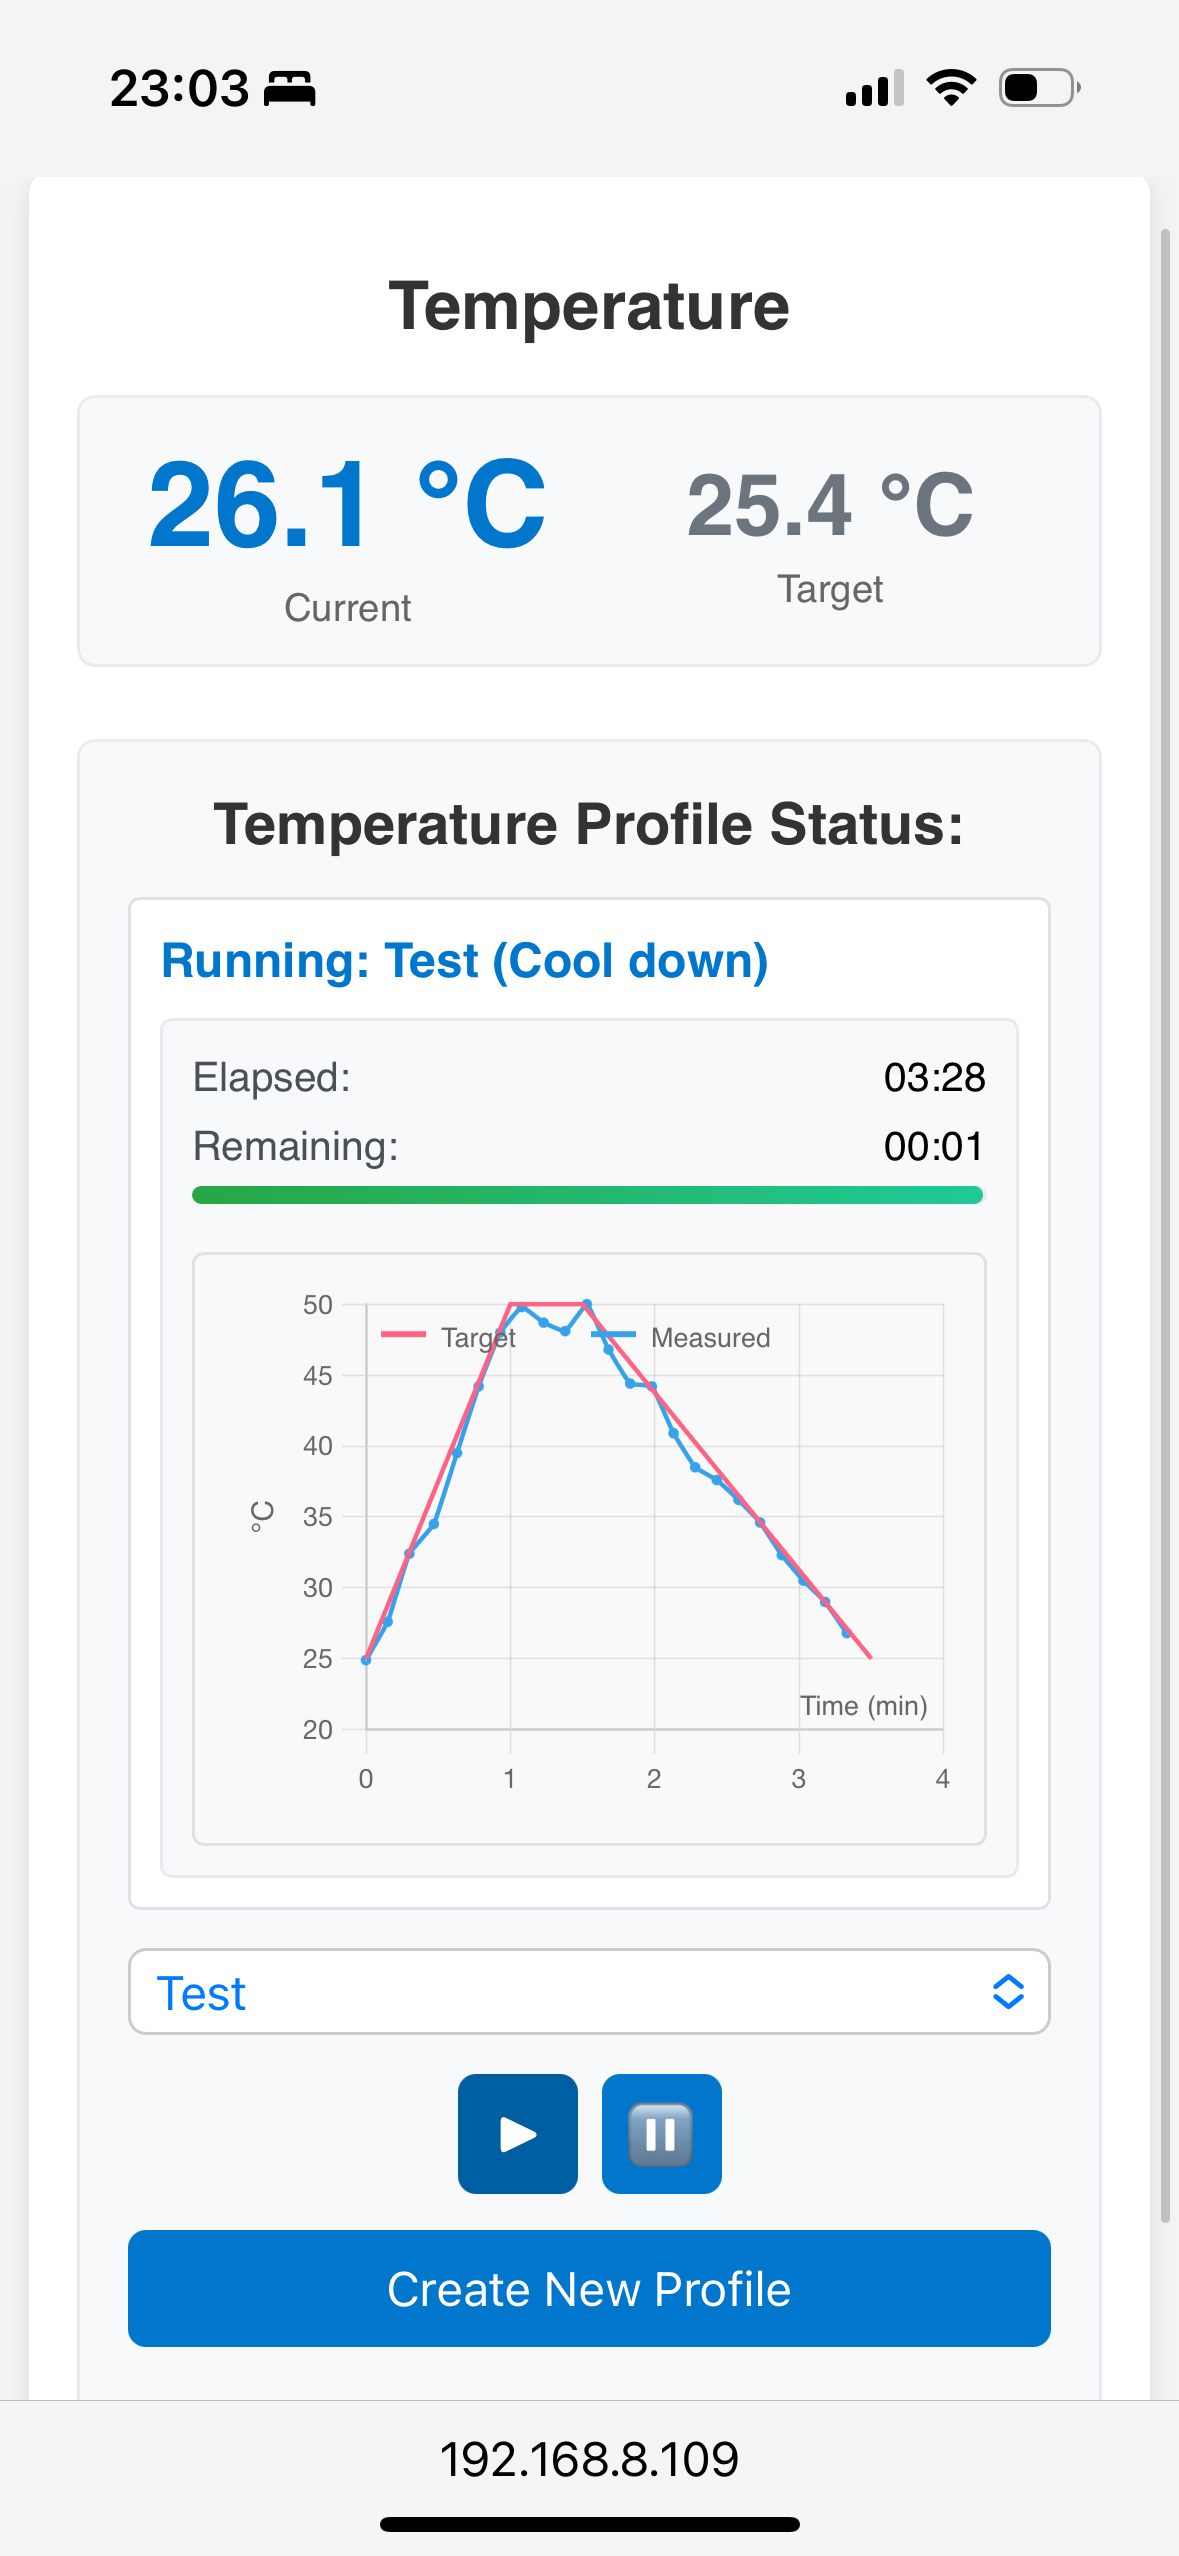 23:03
Temperature
26.1 °C
Current
25.4 °C
Target
Temperature Profile Status:
Running: Test (Cool down)
Elapsed: 03:28
Remaining: 00:01
Target Measured
50
45
40
35
30
25
20
°C
Time (min)
0 1 2 3 4
Test
Create New Profile
192.168.8.109